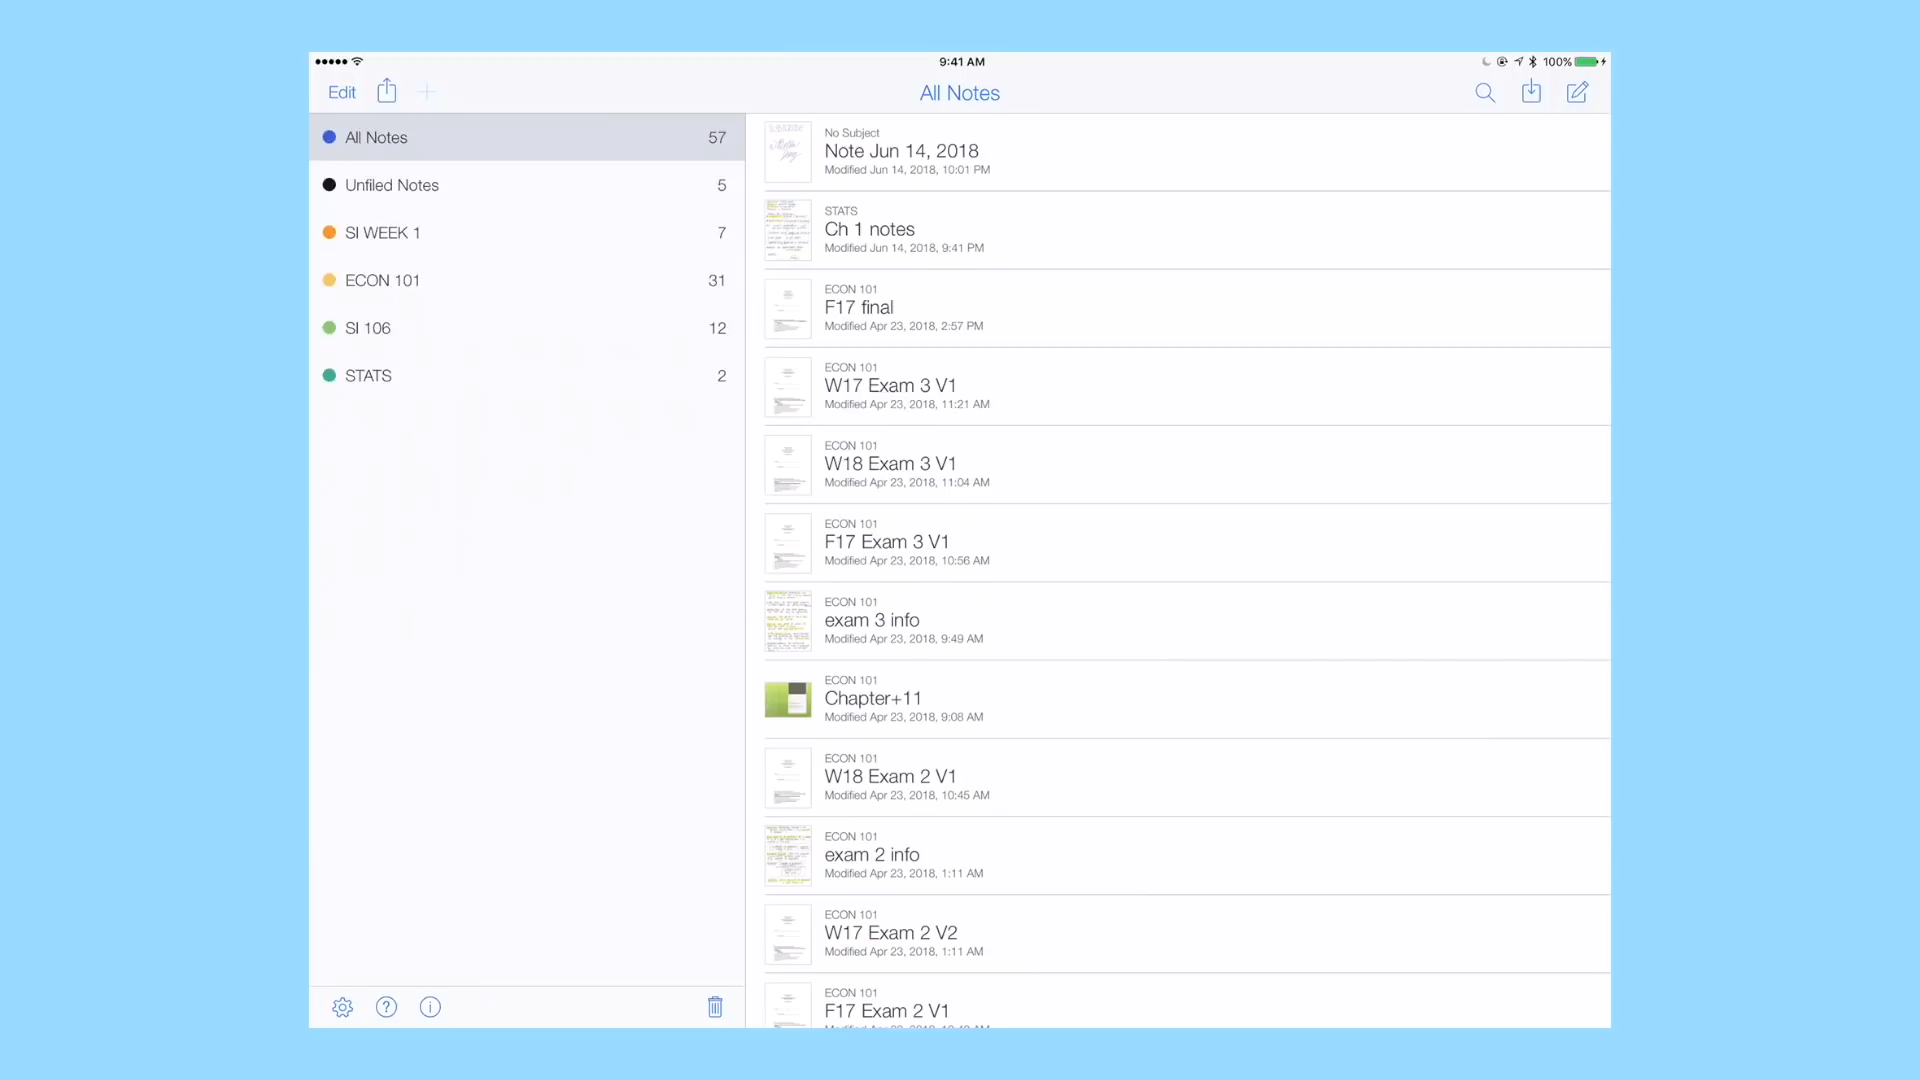 9:41 AM
100%
Edit
All Notes
All Notes 57
Unfiled Notes 5
SI WEEK 1 7
ECON 101 31
SI 106 12
STATS 2
No Subject
Note Jun 14, 2018
Modified Jun 14, 2018, 10:01 PM
STATS
Ch 1 notes
Modified Jun 14, 2018, 9:41 PM
ECON 101
F17 final
Modified Apr 23, 2018, 2:57 PM
ECON 101
W17 Exam 3 V1
Modified Apr 23, 2018, 11:21 AM
ECON 101
W18 Exam 3 V1
Modified Apr 23, 2018, 11:04 AM
ECON 101
F17 Exam 3 V1
Modified Apr 23, 2018, 10:56 AM
ECON 101
exam 3 info
Modified Apr 23, 2018, 9:49 AM
ECON 101
Chapter+11
Modified Apr 23, 2018, 9:08 AM
ECON 101
W18 Exam 2 V1
Modified Apr 23, 2018, 10:45 AM
ECON 101
exam 2 info
Modified Apr 23, 2018, 1:11 AM
ECON 101
W17 Exam 2 V2
Modified Apr 23, 2018, 1:11 AM
ECON 101
F17 Exam 2 V1